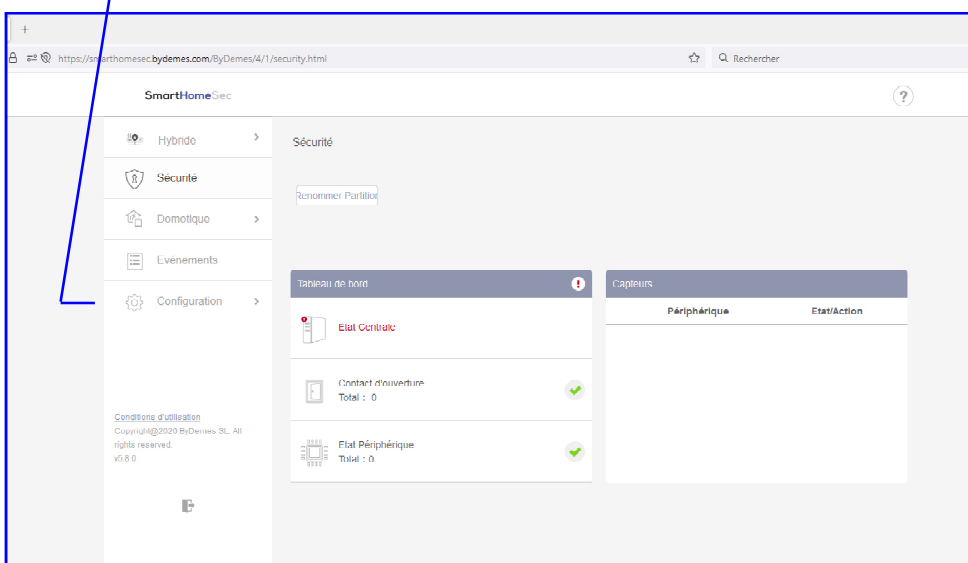 +
https://smarthomesec.bydemes.com/ByDemes/4/1/security.html
Rechercher
SmartHomeSec
?
Hybride
Sécurité
Domotique
Evénements
Configuration
Conditions d'utilisation
Copyright@2020 ByDemes SL. All
rights reserved.
v5.8.0
Sécurité
Renommer Partition
Tableau de bord
Etat Centrale
Contact d'ouverture
Total : 0
Etat Périphérique
Total : 0
Capteurs
Périphérique Etat/Action